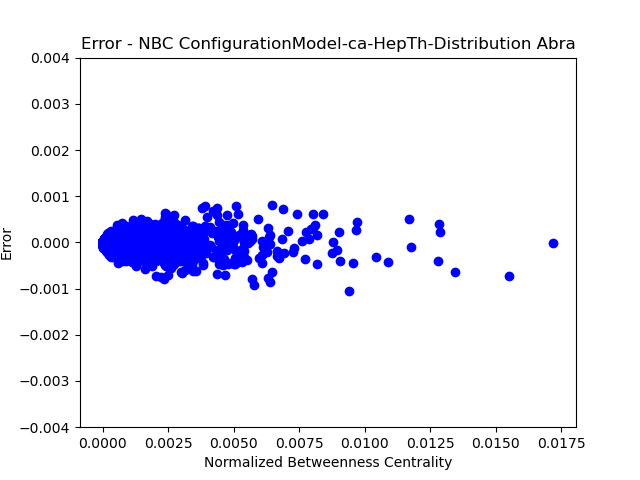 Error - NBC ConfigurationModel-ca-HepTh-Distribution Abra
0.004
0.003
0.002
0.001
0.000
−0.001
−0.002
−0.003
−0.004
Error
0.0000 0.0025 0.0050 0.0075 0.0100 0.0125 0.0150 0.0175
Normalized Betweenness Centrality